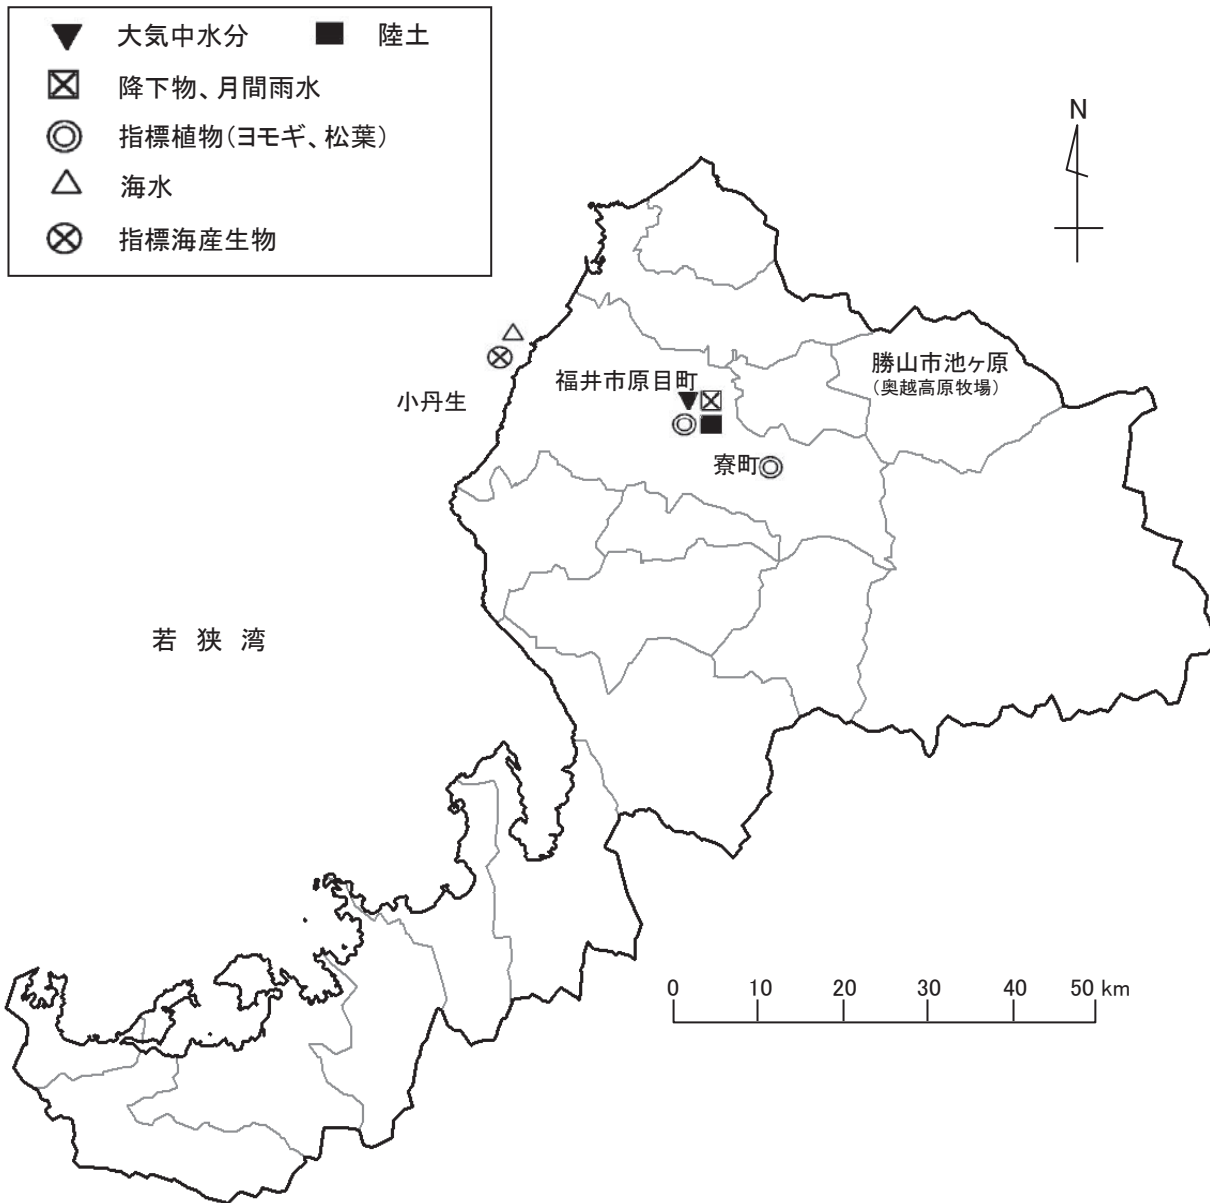 大気中水分 陸土
降下物、月間雨水
指標植物（ヨモギ、松葉）
海水
指標海産生物
N
勝山市池ヶ原
（奥越高原牧場）
福井市原目町
小丹生
寮町
若狭湾
0 10 20 30 40 50 km